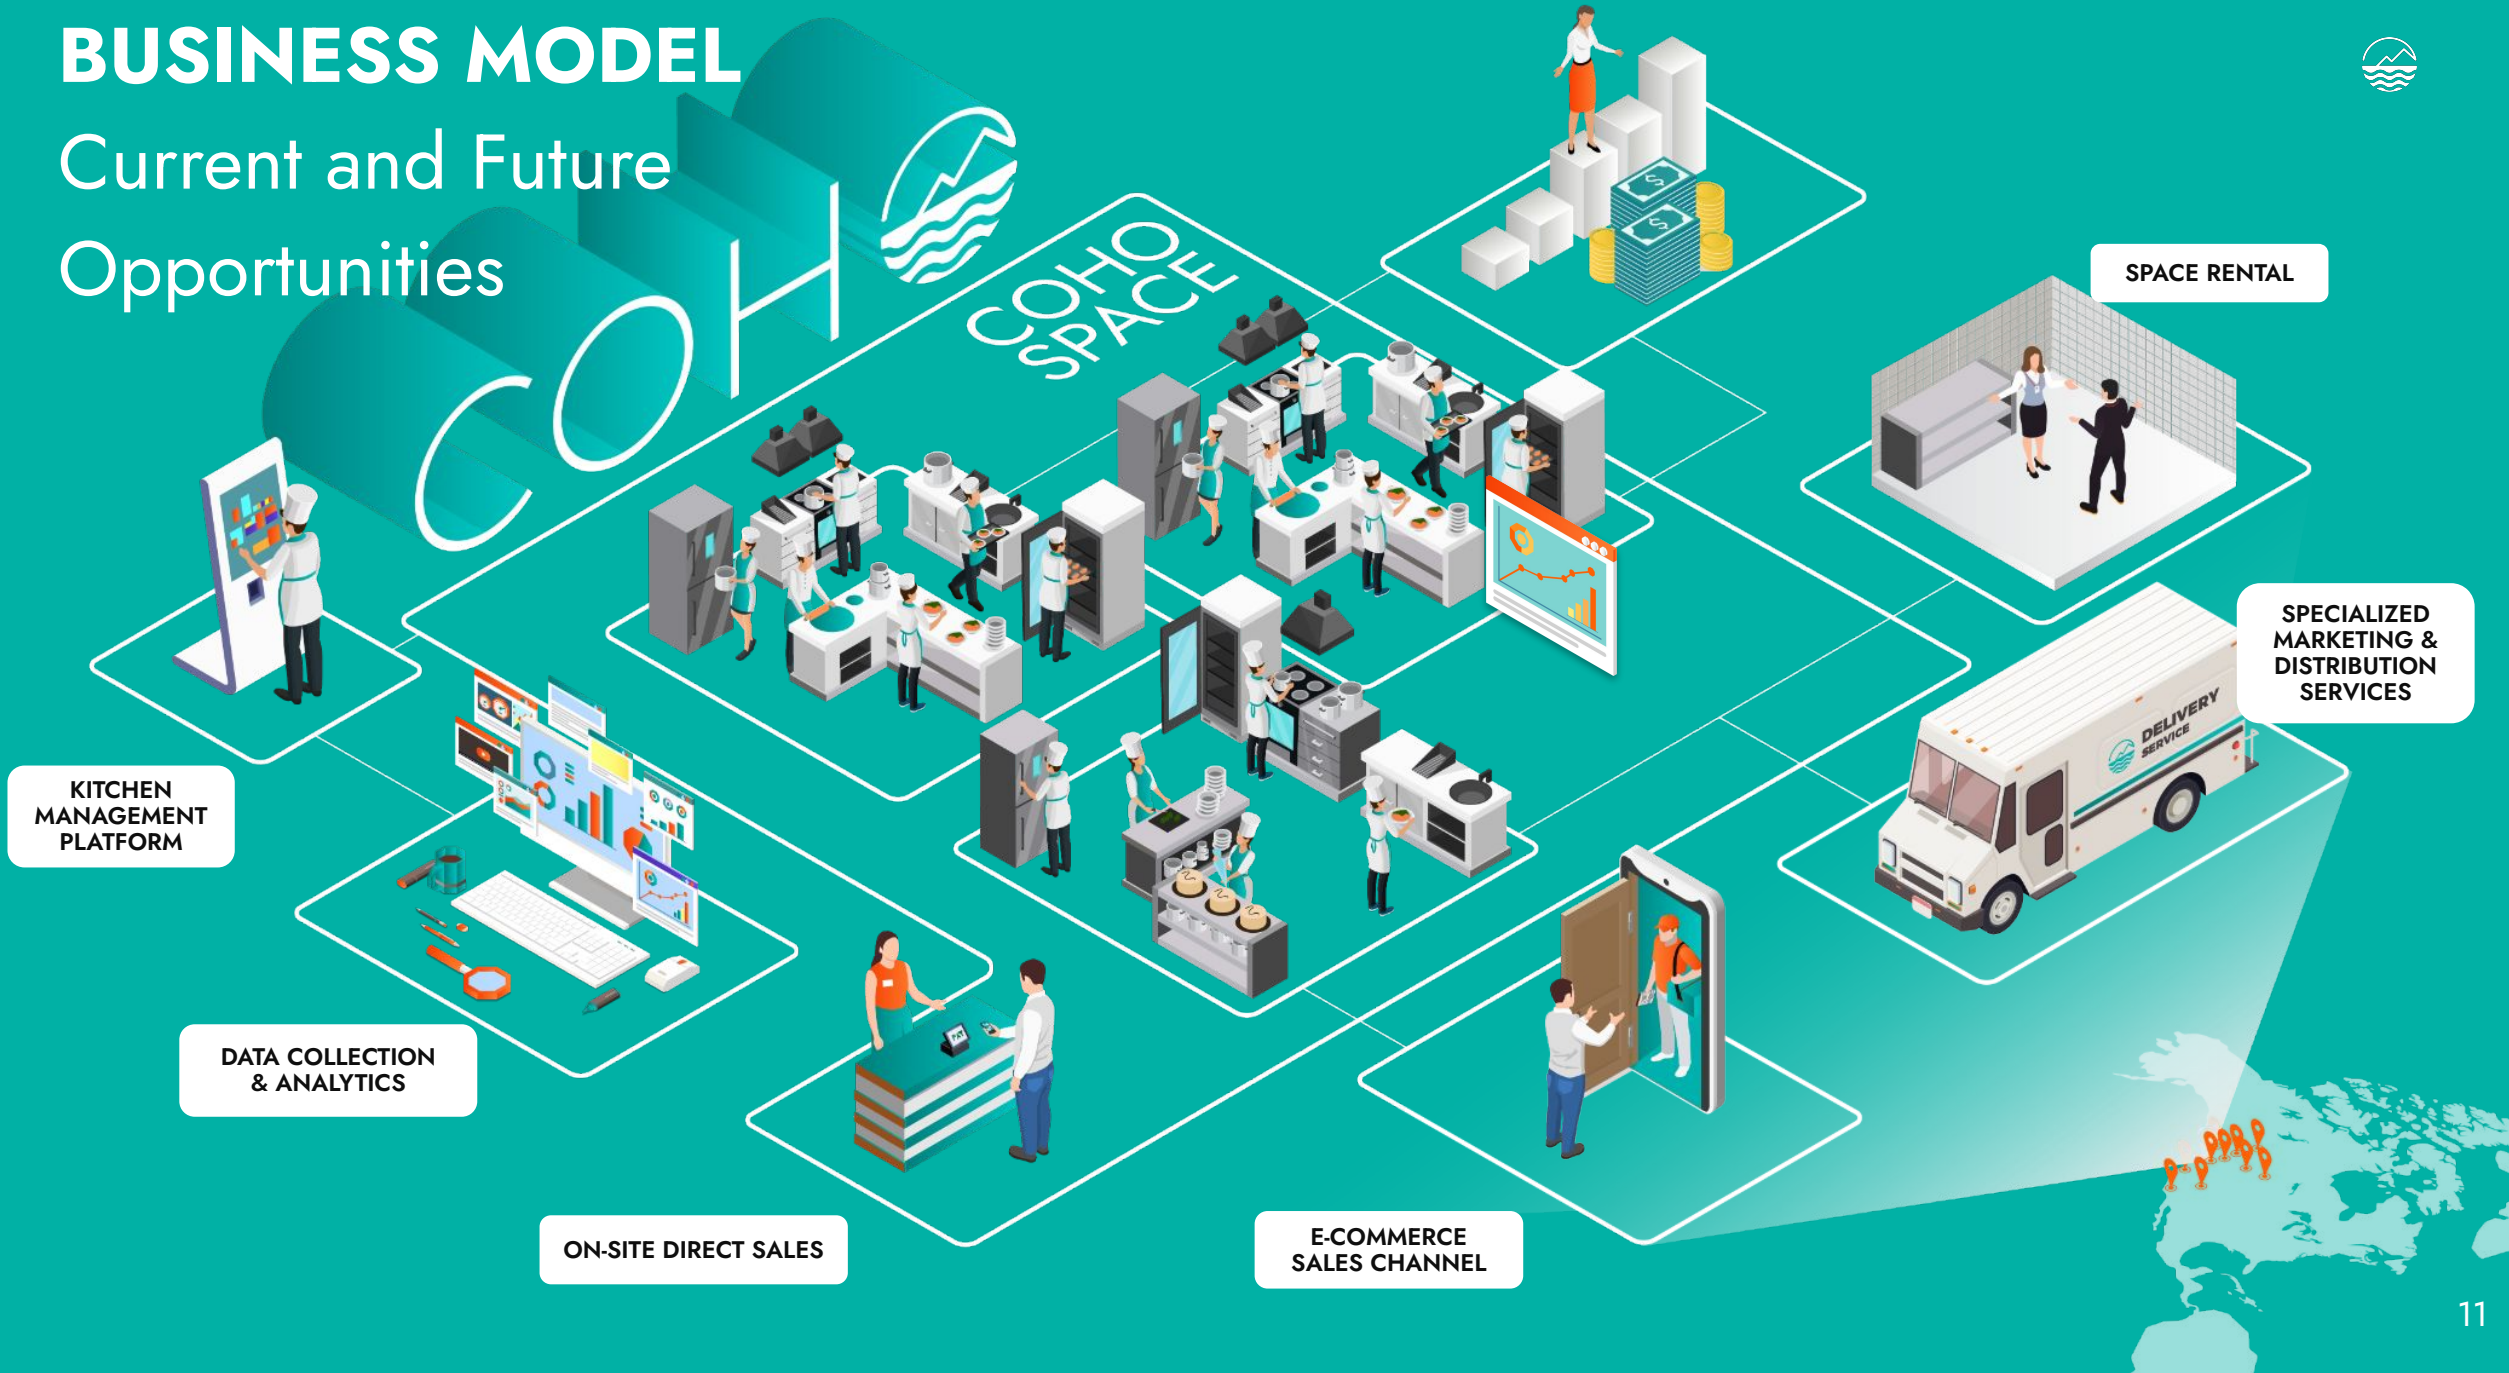 BUSINESS MODEL
Current and Future
Opportunities
COHO
COHO
SPACE
SPACE RENTAL
SPECIALIZED
MARKETING &
DISTRIBUTION
SERVICES
DELIVERY
SERVICE
KITCHEN
MANAGEMENT
PLATFORM
DATA COLLECTION
& ANALYTICS
PAY
ON-SITE DIRECT SALES
E-COMMERCE
SALES CHANNEL
11